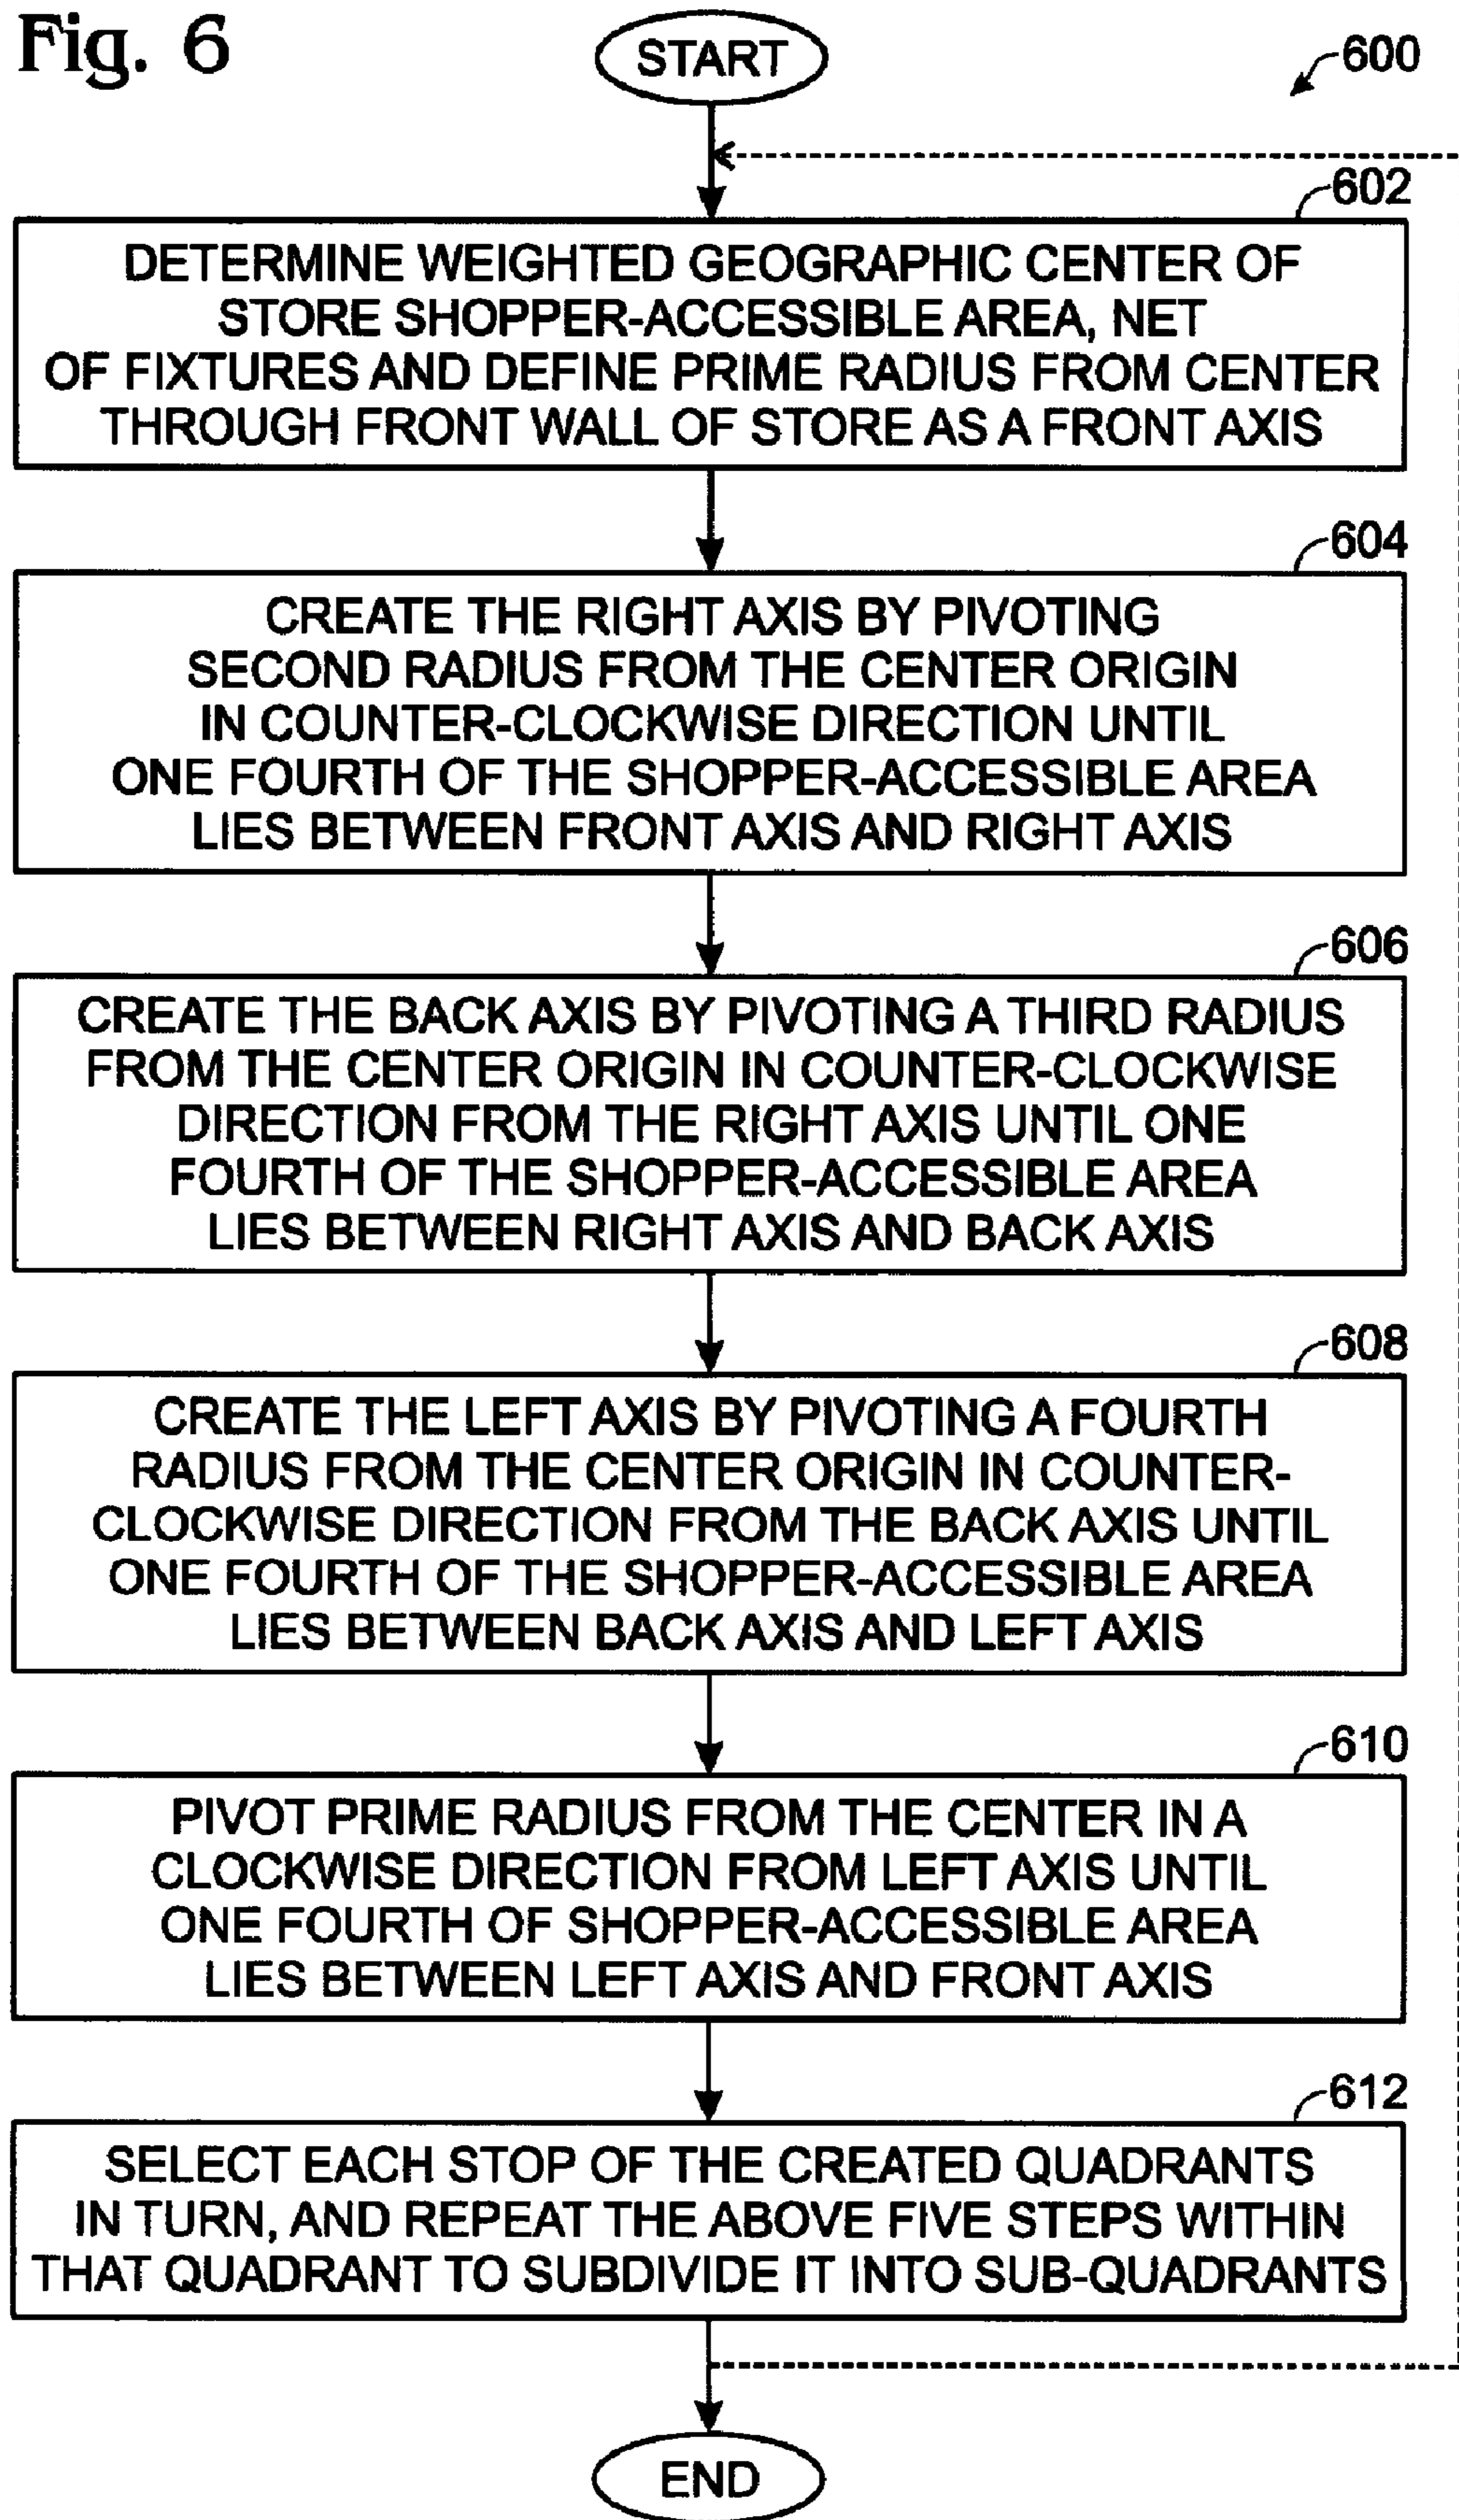 Fig. 6
START
600
602
DETERMINE WEIGHTED GEOGRAPHIC CENTER OF
STORE SHOPPER-ACCESSIBLE AREA, NET
OF FIXTURES AND DEFINE PRIME RADIUS FROM CENTER
THROUGH FRONT WALL OF STORE AS A FRONT AXIS
604
CREATE THE RIGHT AXIS BY PIVOTING
SECOND RADIUS FROM THE CENTER ORIGIN
IN COUNTER-CLOCKWISE DIRECTION UNTIL
ONE FOURTH OF THE SHOPPER-ACCESSIBLE AREA
LIES BETWEEN FRONT AXIS AND RIGHT AXIS
606
CREATE THE BACK AXIS BY PIVOTING A THIRD RADIUS
FROM THE CENTER ORIGIN IN COUNTER-CLOCKWISE
DIRECTION FROM THE RIGHT AXIS UNTIL ONE
FOURTH OF THE SHOPPER-ACCESSIBLE AREA
LIES BETWEEN RIGHT AXIS AND BACK AXIS
608
CREATE THE LEFT AXIS BY PIVOTING A FOURTH
RADIUS FROM THE CENTER ORIGIN IN COUNTER-
CLOCKWISE DIRECTION FROM THE BACK AXIS UNTIL
ONE FOURTH OF THE SHOPPER-ACCESSIBLE AREA
LIES BETWEEN BACK AXIS AND LEFT AXIS
610
PIVOT PRIME RADIUS FROM THE CENTER IN A
CLOCKWISE DIRECTION FROM LEFT AXIS UNTIL
ONE FOURTH OF SHOPPER-ACCESSIBLE AREA
LIES BETWEEN LEFT AXIS AND FRONT AXIS
612
SELECT EACH STOP OF THE CREATED QUADRANTS
IN TURN, AND REPEAT THE ABOVE FIVE STEPS WITHIN
THAT QUADRANT TO SUBDIVIDE IT INTO SUB-QUADRANTS
END